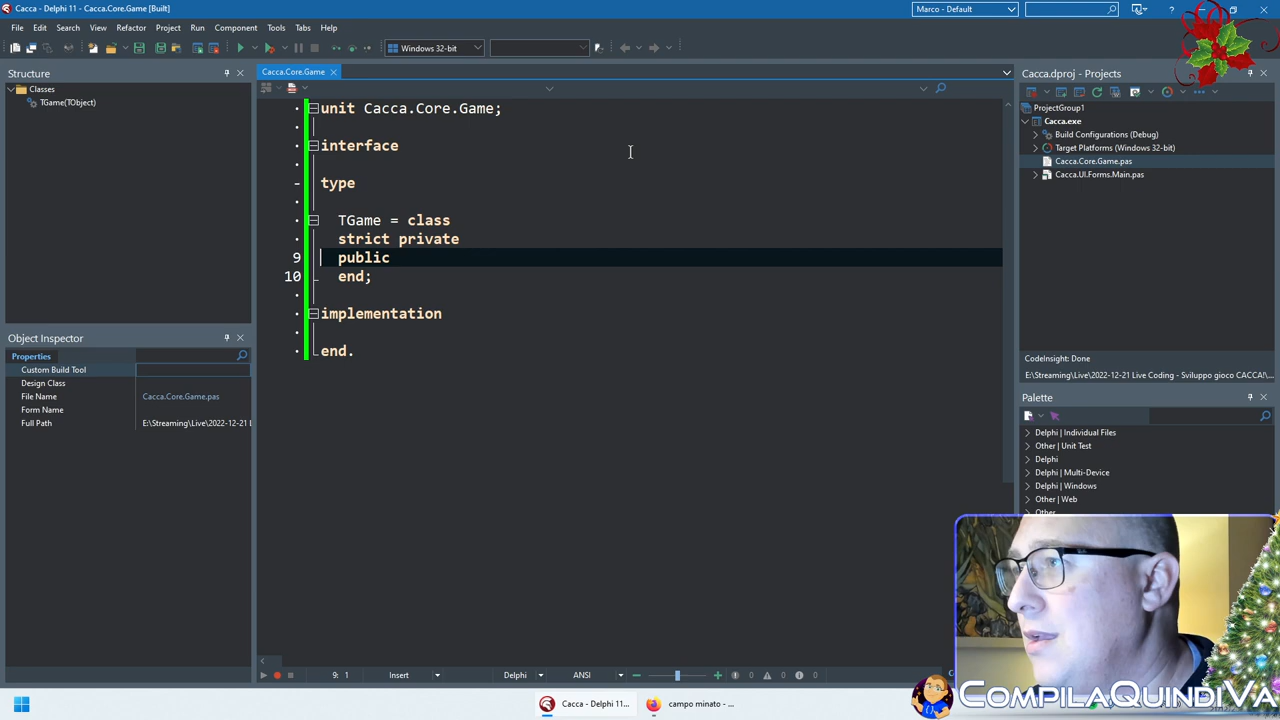 Cacca - Delphi 11 - Cacca.Core.Game [Built]
Marco - Default
File Edit Search View Refactor Project Run Component Tools Tabs Help
Windows 32-bit
Structure
Classes
TGame(TObject)
Object Inspector
Properties
Custom Build Tool
Design Class
File Name Cacca.Core.Game.pas
Form Name
Full Path E:\Streaming\Live\2022-12-21
Cacca.Core.Game
unit Cacca.Core.Game;
interface
type
TGame = class
strict private
9 public
10 end;
implementation
end.
9: 1 Insert Delphi ANSI 0 0 0
Cacca.dproj - Projects
ProjectGroup1
Cacca.exe
Build Configurations (Debug)
Target Platforms (Windows 32-bit)
Cacca.Core.Game.pas
Cacca.UI.Forms.Main.pas
CodeInsight: Done
E:\Streaming\Live\2022-12-21 Live Coding - Sviluppo gioco CACCA!\...
Palette
Delphi | Individual Files
Other | Unit Test
Delphi
Delphi | Multi-Device
Delphi | Windows
Other | Web
Other
Cacca - Delphi 11...
campo minato - ...
COMPILAQUINDIVA